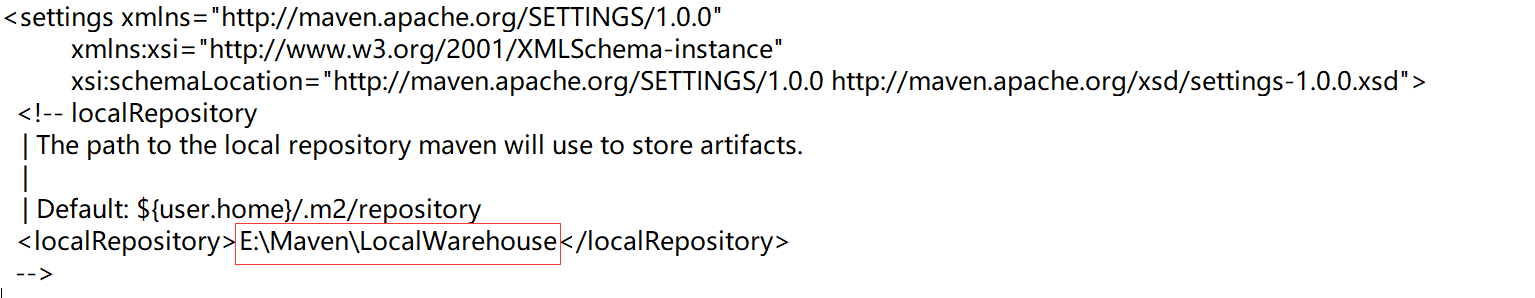 <settings xmlns="http://maven.apache.org/SETTINGS/1.0.0"
xmlns:xsi="http://www.w3.org/2001/XMLSchema-instance"
xsi:schemaLocation="http://maven.apache.org/SETTINGS/1.0.0 http://maven.apache.org/xsd/settings-1.0.0.xsd">
<!-- localRepository
| The path to the local repository maven will use to store artifacts.
|
| Default: ${user.home}/.m2/repository
<localRepository>E:\Maven\LocalWarehouse</localRepository>
-->